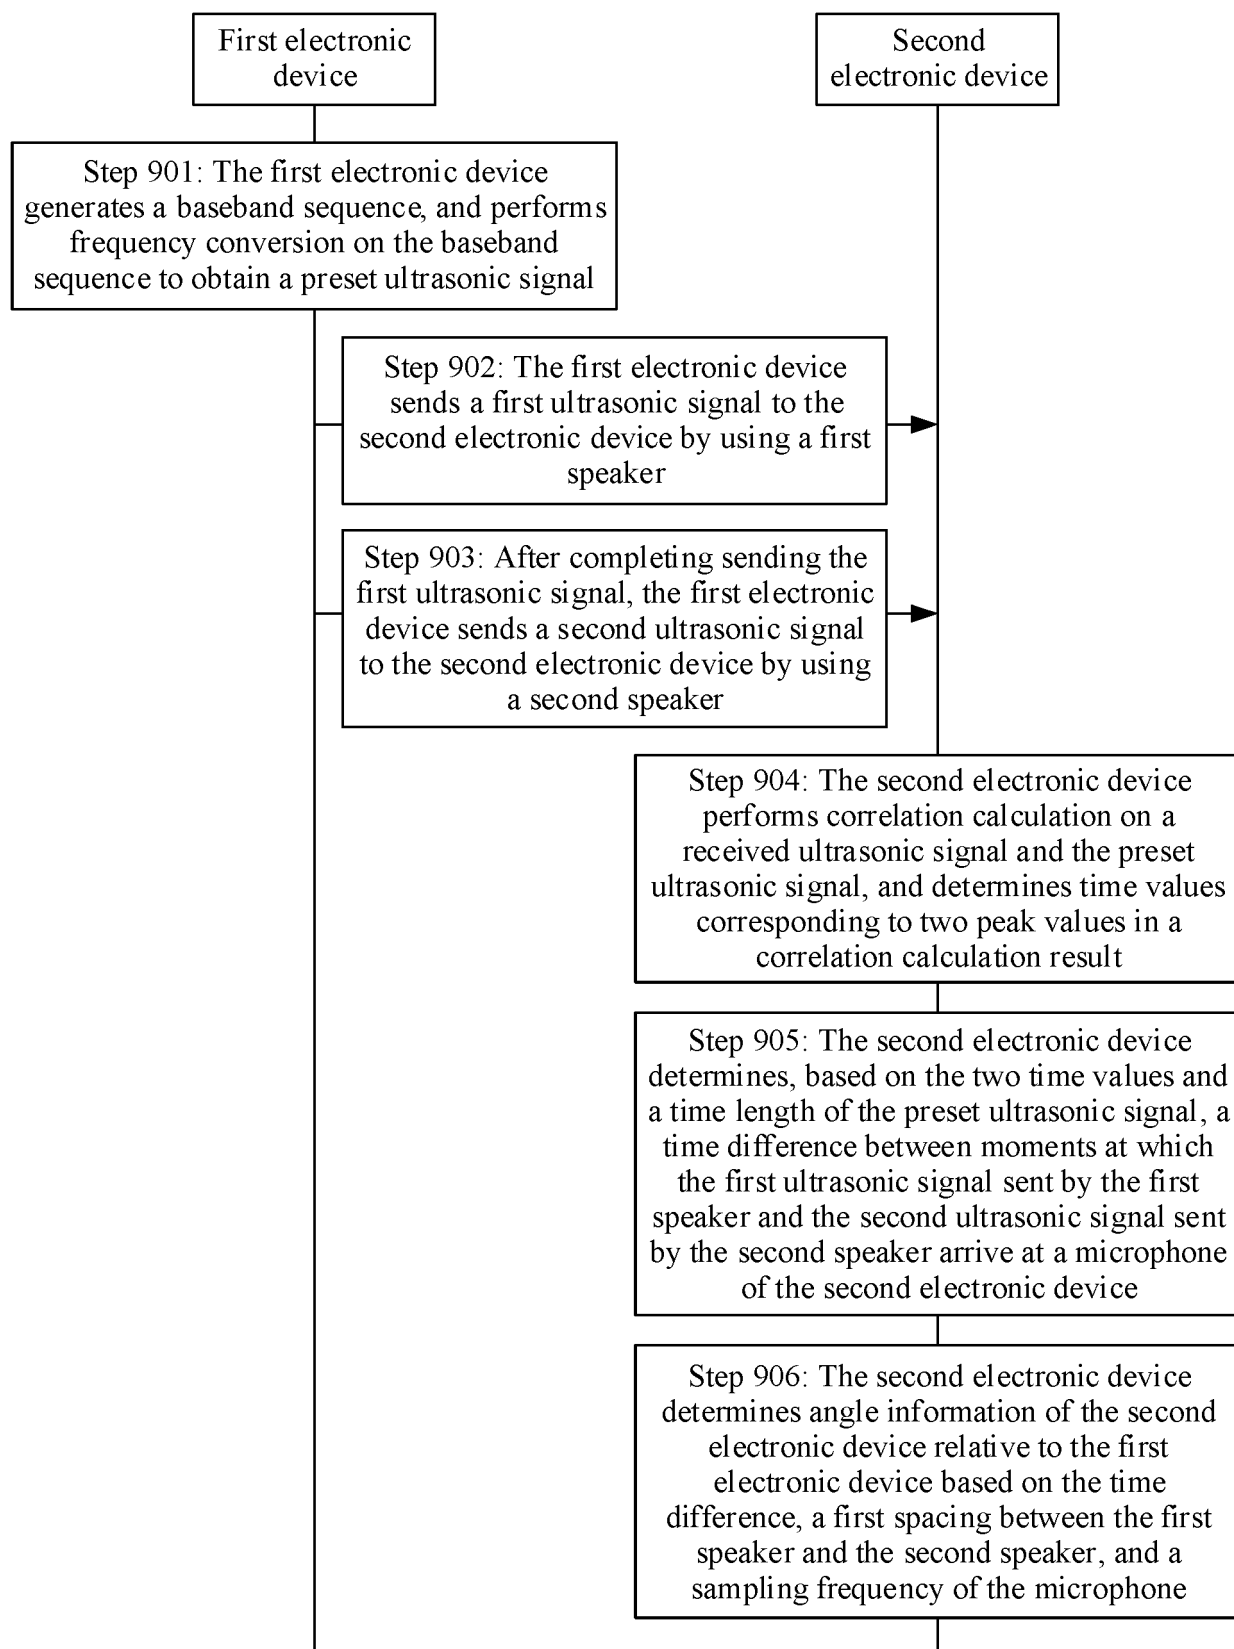 First electronic
device
Second
electronic device
Step 901: The first electronic device
generates a baseband sequence, and performs
frequency conversion on the baseband
sequence to obtain a preset ultrasonic signal
Step 902: The first electronic device
sends a first ultrasonic signal to the
second electronic device by using a first
speaker
Step 903: After completing sending the
first ultrasonic signal, the first electronic
device sends a second ultrasonic signal
to the second electronic device by using
a second speaker
Step 904: The second electronic device
performs correlation calculation on a
received ultrasonic signal and the preset
ultrasonic signal, and determines time values
corresponding to two peak values in a
correlation calculation result
Step 905: The second electronic device
determines, based on the two time values and
a time length of the preset ultrasonic signal, a
time difference between moments at which
the first ultrasonic signal sent by the first
speaker and the second ultrasonic signal sent
by the second speaker arrive at a microphone
of the second electronic device
Step 906: The second electronic device
determines angle information of the second
electronic device relative to the first
electronic device based on the time
difference, a first spacing between the first
speaker and the second speaker, and a
sampling frequency of the microphone